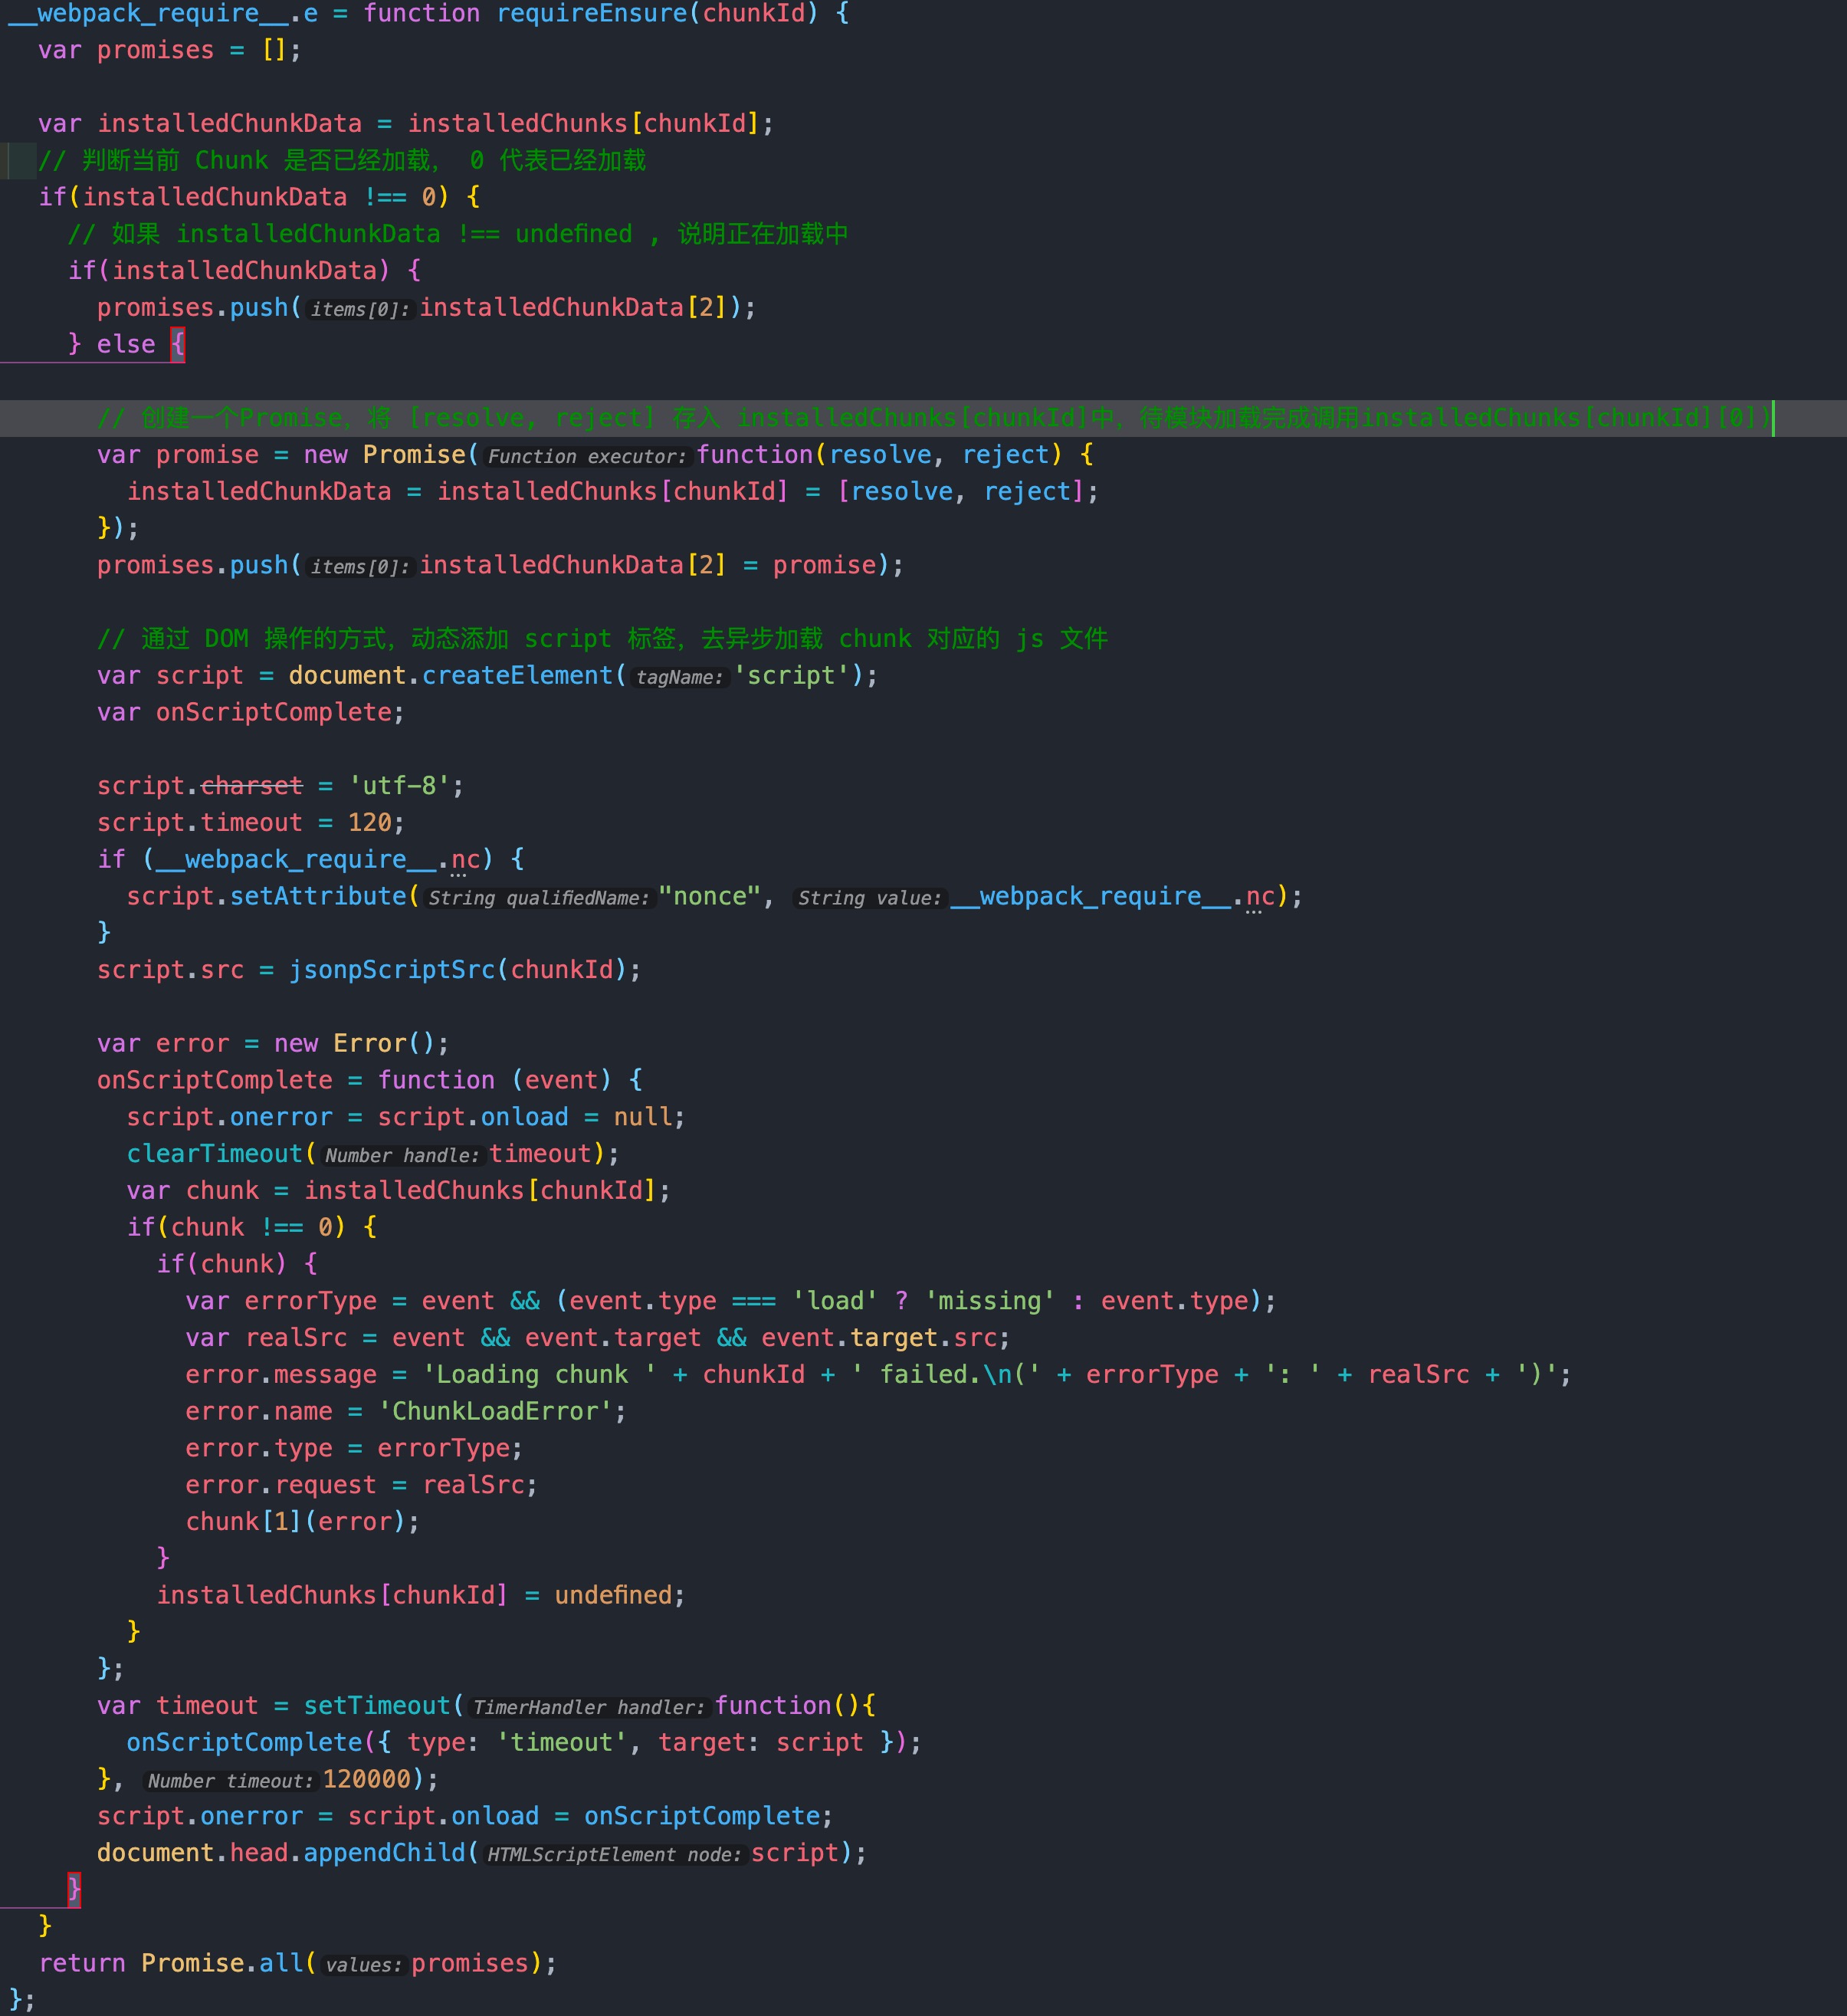 __webpack_require__.e = function requireEnsure(chunkId) {
  var promises = [];

  var installedChunkData = installedChunks[chunkId];
  // 判断当前 Chunk 是否已经加载， 0 代表已经加载
  if(installedChunkData !== 0) {
    // 如果 installedChunkData !== undefined , 说明正在加载中
    if(installedChunkData) {
      promises.push( items[0]: installedChunkData[2]);
    } else {

      // 创建一个Promise，将 [resolve, reject] 存入 installedChunks[chunkId]中，待模块加载完成调用installedChunks[chunkId][0])
      var promise = new Promise( Function executor: function(resolve, reject) {
        installedChunkData = installedChunks[chunkId] = [resolve, reject];
      });
      promises.push( items[0]: installedChunkData[2] = promise);

      // 通过 DOM 操作的方式，动态添加 script 标签，去异步加载 chunk 对应的 js 文件
      var script = document.createElement( tagName: 'script');
      var onScriptComplete;

      script.charset = 'utf-8';
      script.timeout = 120;
      if (__webpack_require__.nc) {
        script.setAttribute( String qualifiedName: "nonce", String value: __webpack_require__.nc);
      }
      script.src = jsonpScriptSrc(chunkId);

      var error = new Error();
      onScriptComplete = function (event) {
        script.onerror = script.onload = null;
        clearTimeout( Number handle: timeout);
        var chunk = installedChunks[chunkId];
        if(chunk !== 0) {
          if(chunk) {
            var errorType = event && (event.type === 'load' ? 'missing' : event.type);
            var realSrc = event && event.target && event.target.src;
            error.message = 'Loading chunk ' + chunkId + ' failed.\n(' + errorType + ': ' + realSrc + ')';
            error.name = 'ChunkLoadError';
            error.type = errorType;
            error.request = realSrc;
            chunk[1](error);
          }
          installedChunks[chunkId] = undefined;
        }
      };
      var timeout = setTimeout( TimerHandler handler: function(){
        onScriptComplete({ type: 'timeout', target: script });
      }, Number timeout: 120000);
      script.onerror = script.onload = onScriptComplete;
      document.head.appendChild( HTMLScriptElement node: script);
    }
  }
  return Promise.all( values: promises);
};